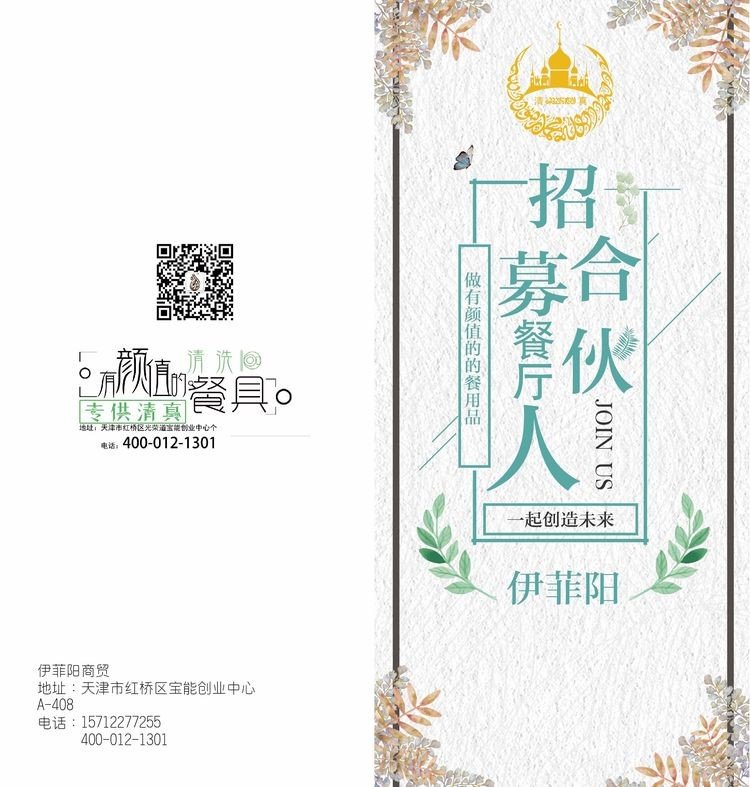 清洗
有颜值的餐具
专供清真
地址：天津市红桥区光荣道宝能创业中心个
电话：400-012-1301
伊菲阳商贸
地址：天津市红桥区宝能创业中心
A-408
电话：15712277255
400-012-1301
清
真
招募
合伙人
餐厅
JOIN US
做有颜值的的餐用品
一起创造未来
伊菲阳